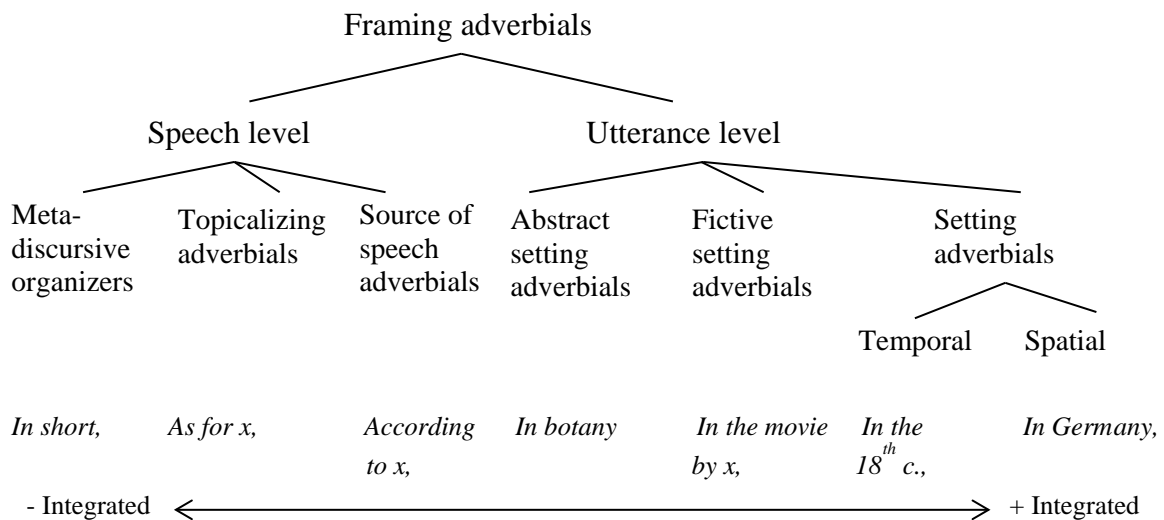 Framing adverbials
Speech level
Utterance level
Meta-
discursive
organizers
Topicalizing
adverbials
Source of
speech
adverbials
Abstract
setting
adverbials
Fictive
setting
adverbials
Setting
adverbials
Temporal
Spatial
In short,
As for x,
According
to x,
In botany
In the movie
by x,
In the
18th c.,
In Germany,
- Integrated
+ Integrated